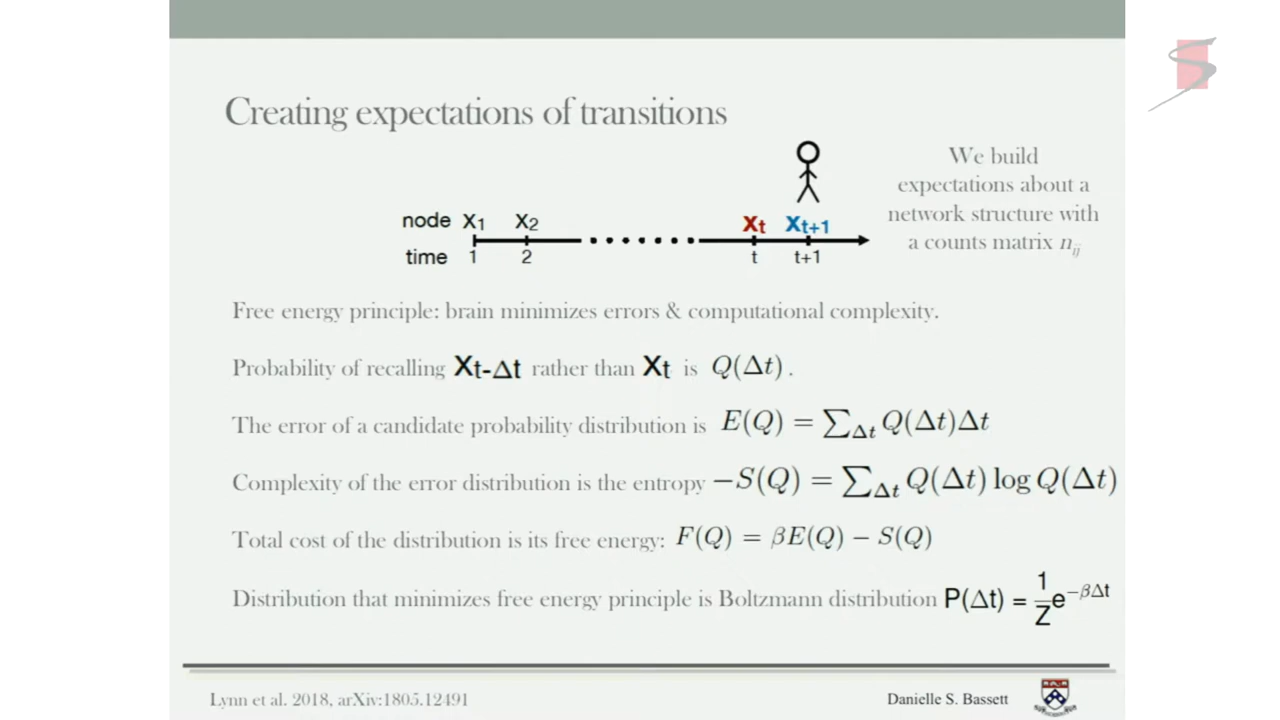 Creating expectations of transitions
We build
expectations about a
network structure with
a counts matrix n_ij
node X1 X2 Xt Xt+1
time 1 2 t t+1
Free energy principle: brain minimizes errors & computational complexity.
Probability of recalling Xt-Δt rather than Xt is Q(Δt).
The error of a candidate probability distribution is E(Q) = ∑_Δt Q(Δt)Δt
Complexity of the error distribution is the entropy −S(Q) = ∑_Δt Q(Δt) log Q(Δt)
Total cost of the distribution is its free energy: F(Q) = βE(Q) − S(Q)
Distribution that minimizes free energy principle is Boltzmann distribution P(Δt) = 1/Z e^−βΔt
Lynn et al. 2018, arXiv:1805.12491
Danielle S. Bassett